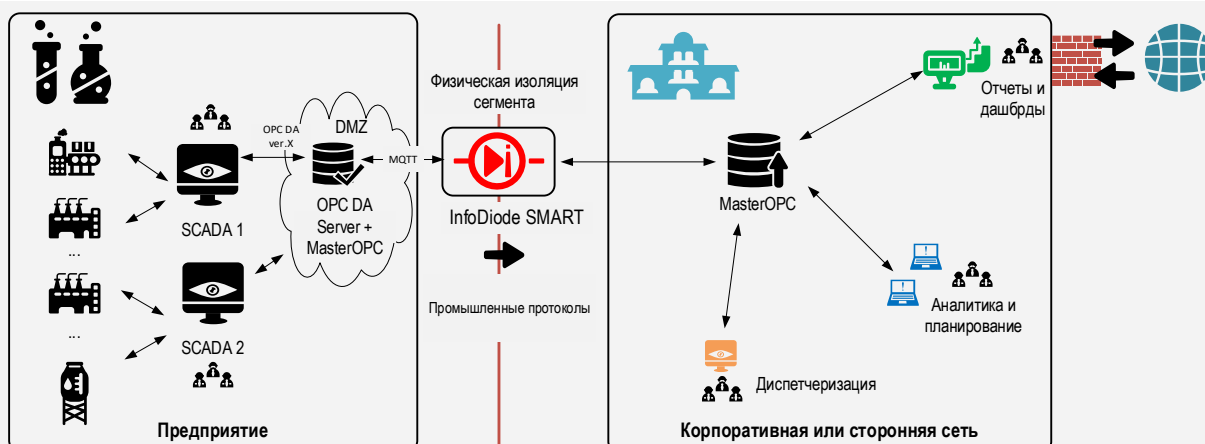 Физическая изоляция
сегмента
OPC DA
ver.X
DMZ
MQTT
OPC DA
Server +
MasterOPC
SCADA 1
...
SCADA 2
...
InfoDiode SMART
Промышленные протоколы
Предприятие
MasterOPC
Отчеты и
дашбрды
Аналитика и
планирование
Диспетчеризация
Корпоративная или сторонняя сеть